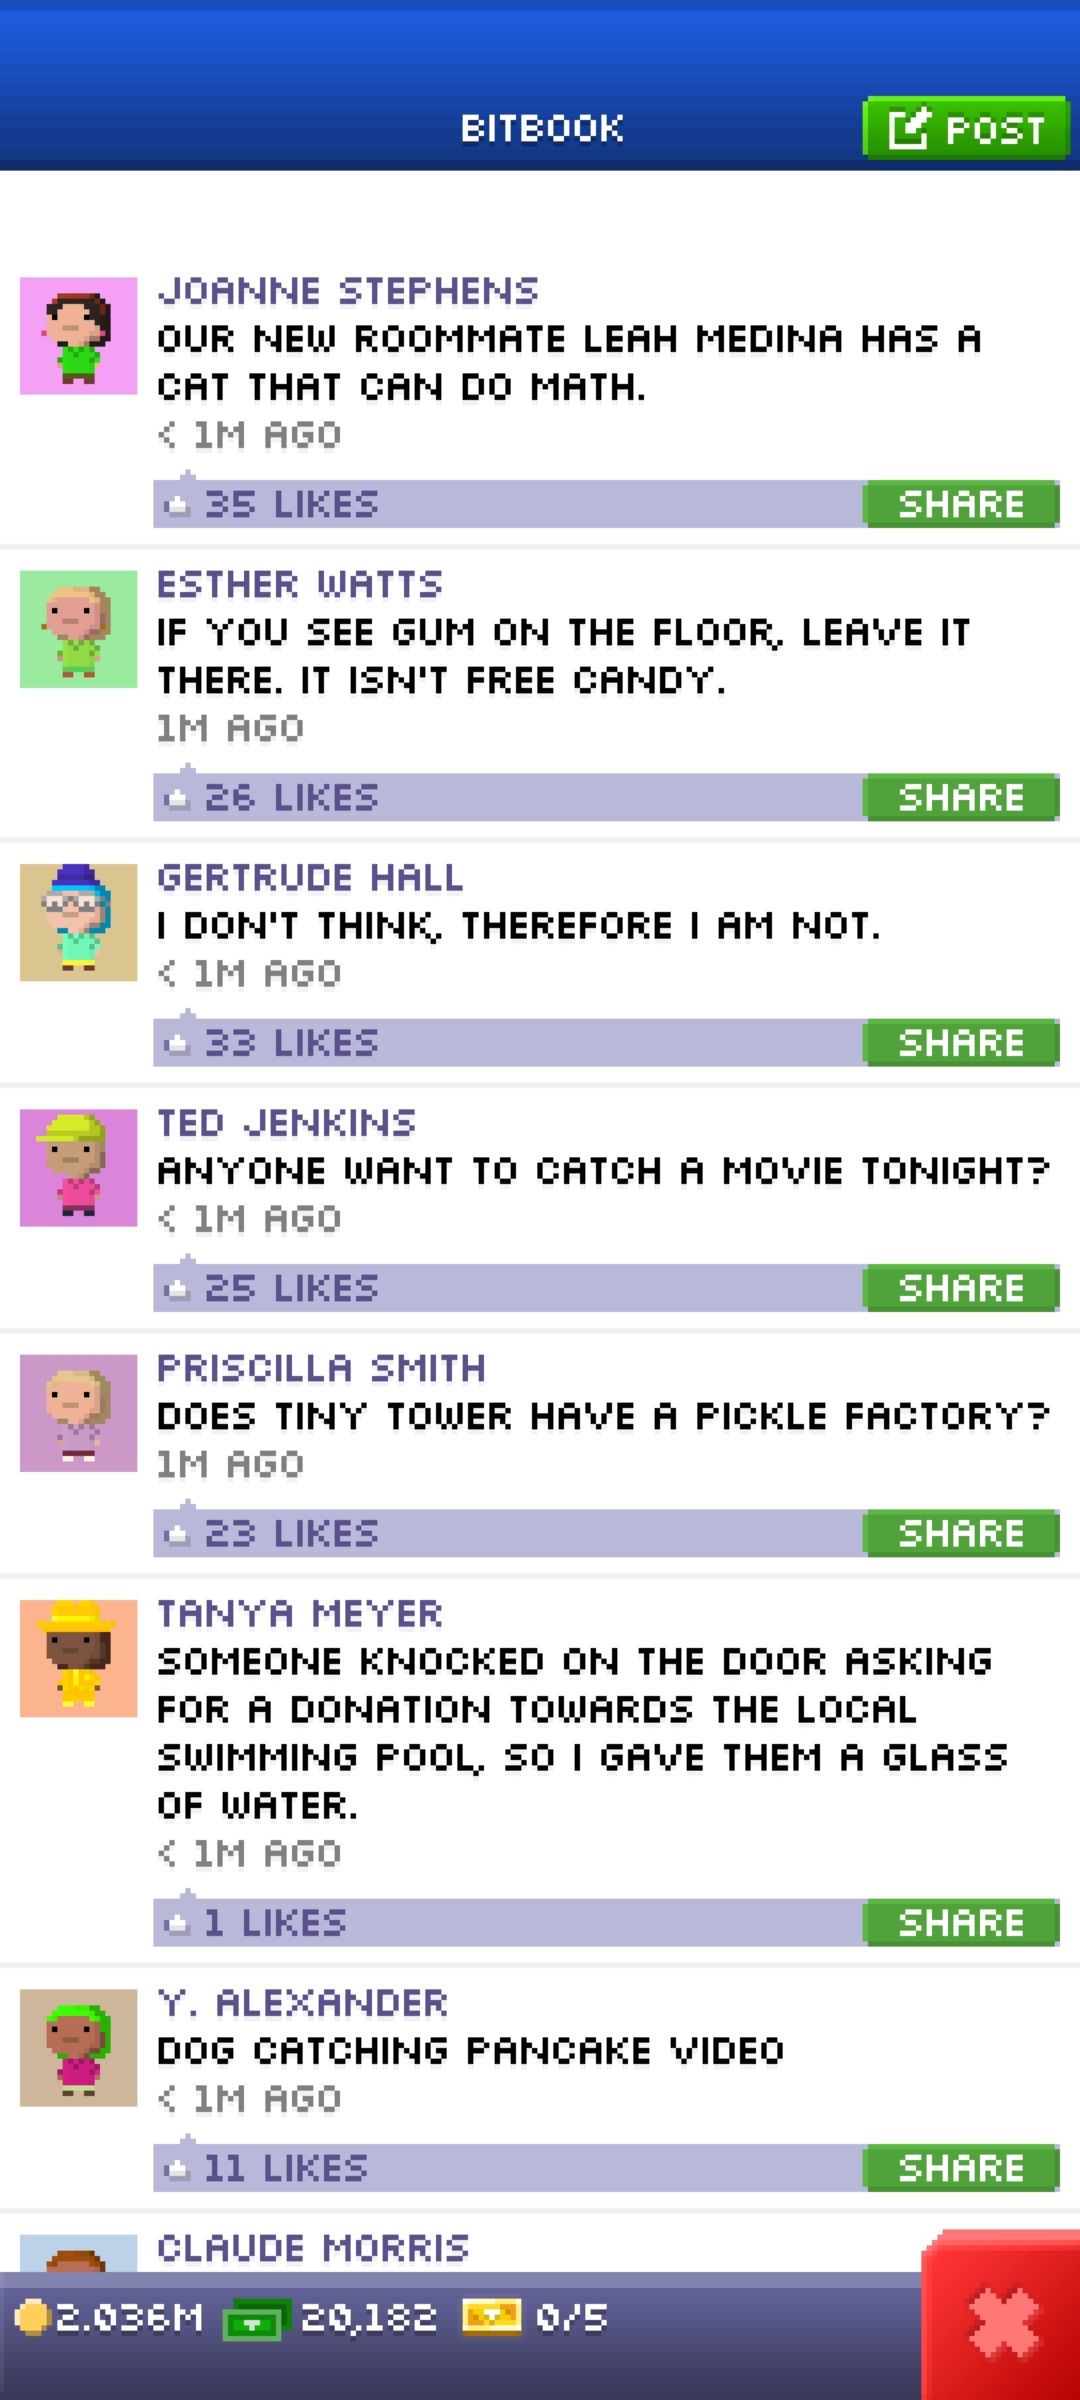 BITBOOK
POST
JOANNE STEPHENS
OUR NEW ROOMMATE LEAH MEDINA HAS A
CAT THAT CAN DO MATH.
< 1M AGO
35 LIKES
SHARE
ESTHER WATTS
IF YOU SEE GUM ON THE FLOOR, LEAVE IT
THERE. IT ISN'T FREE CANDY.
1M AGO
26 LIKES
SHARE
GERTRUDE HALL
I DON'T THINK, THEREFORE I AM NOT.
< 1M AGO
33 LIKES
SHARE
TED JENKINS
ANYONE WANT TO CATCH A MOVIE TONIGHT?
< 1M AGO
25 LIKES
SHARE
PRISCILLA SMITH
DOES TINY TOWER HAVE A PICKLE FACTORY?
1M AGO
23 LIKES
SHARE
TANYA MEYER
SOMEONE KNOCKED ON THE DOOR ASKING
FOR A DONATION TOWARDS THE LOCAL
SWIMMING POOL, SO I GAVE THEM A GLASS
OF WATER.
< 1M AGO
1 LIKES
SHARE
Y. ALEXANDER
DOG CATCHING PANCAKE VIDEO
< 1M AGO
11 LIKES
SHARE
CLAUDE MORRIS
2.036M 20,182 0/5